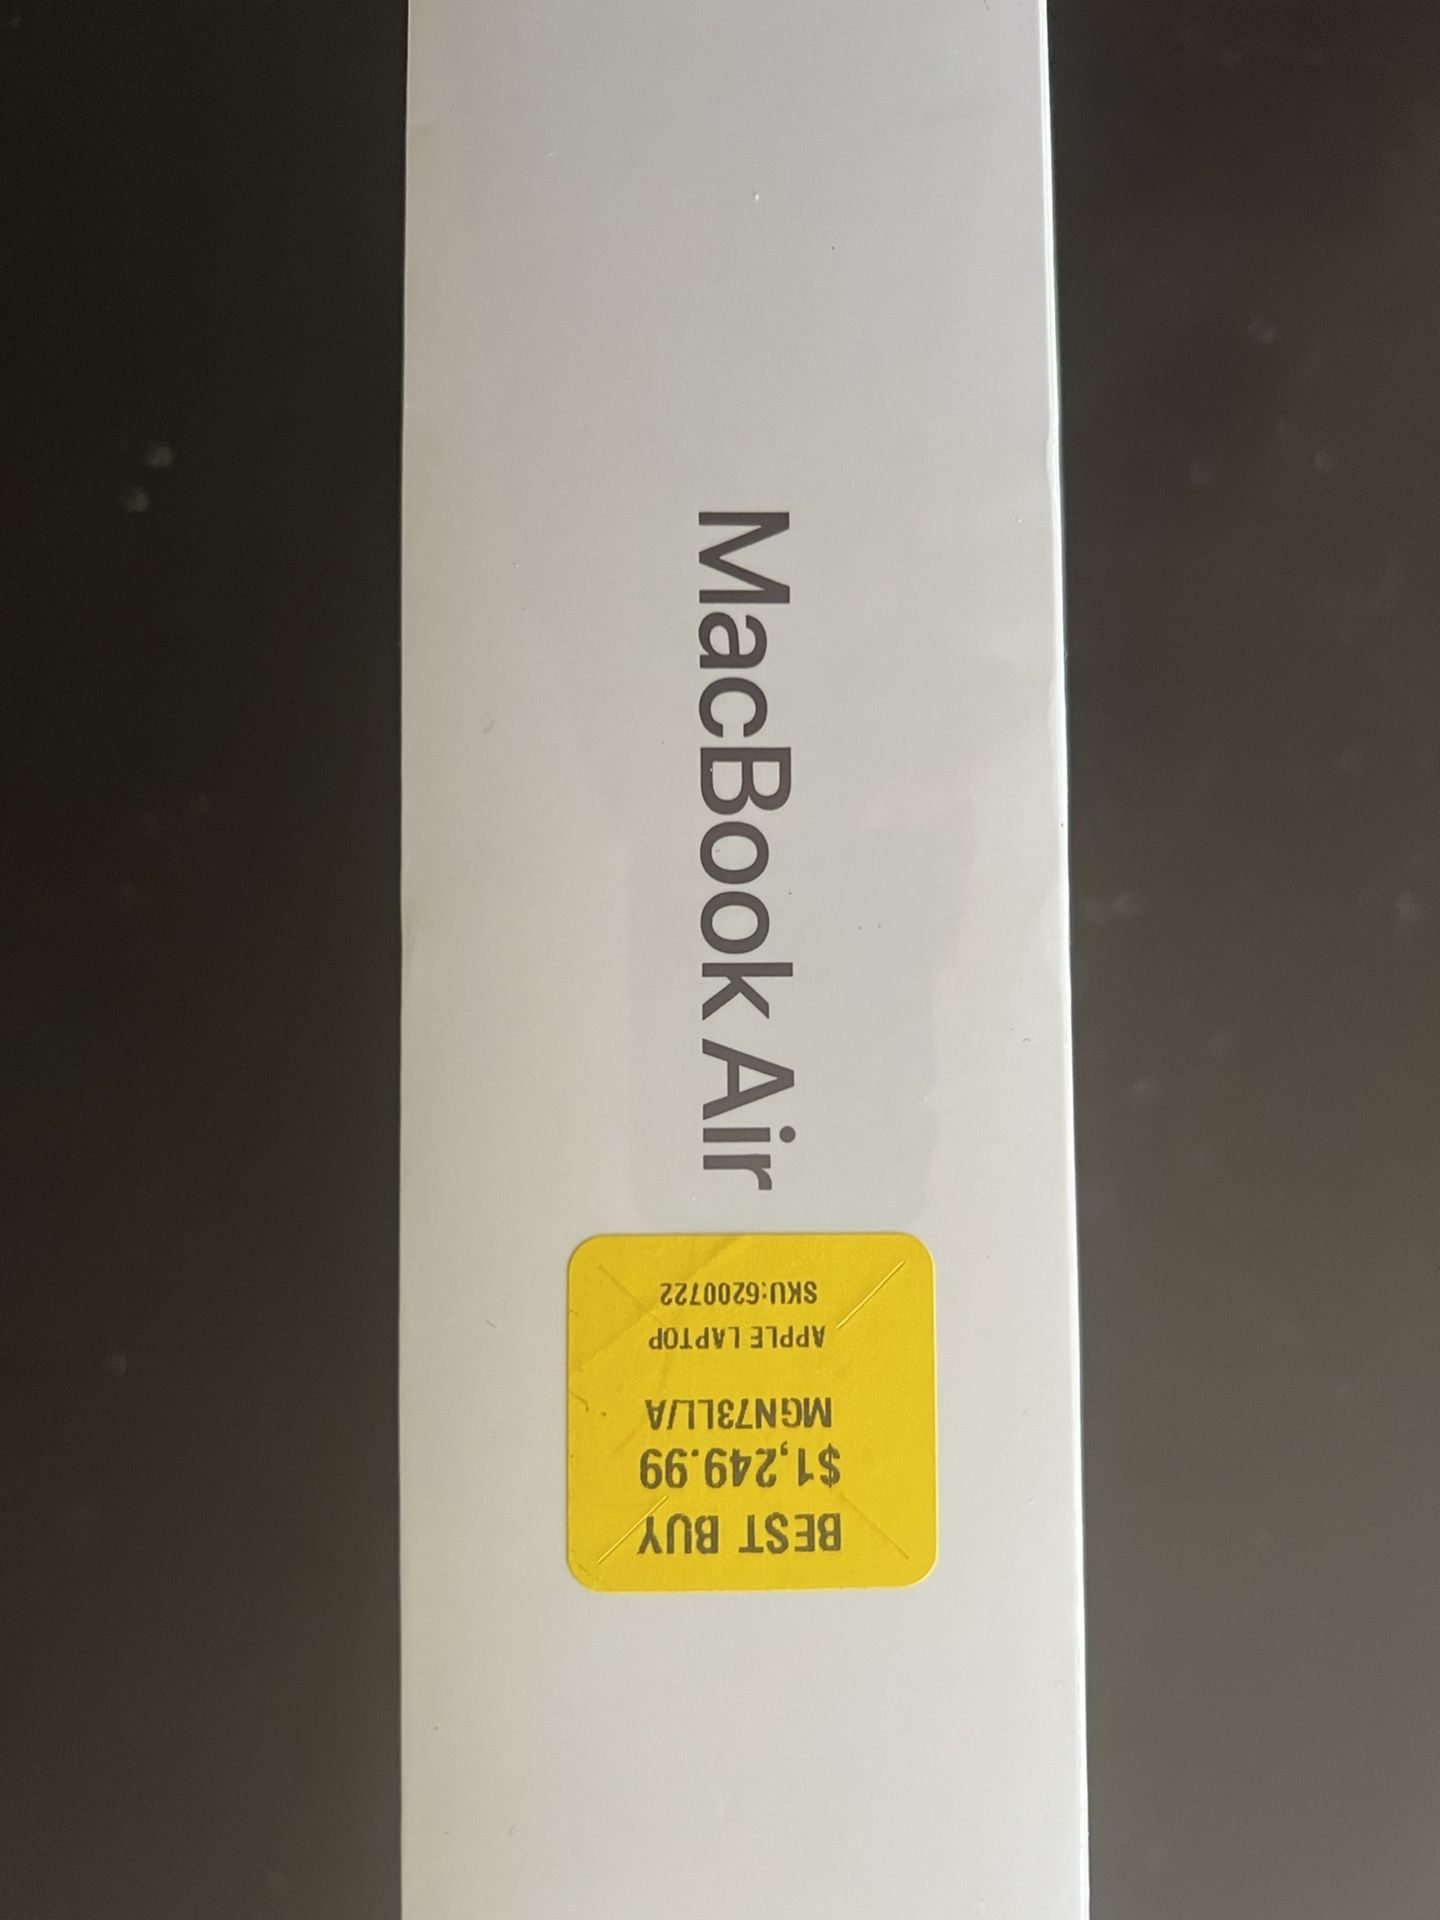 MacBook Air
BEST BUY
$1,249.99
MGN73LL/A
APPLE LAPTOP
SKU:6200722